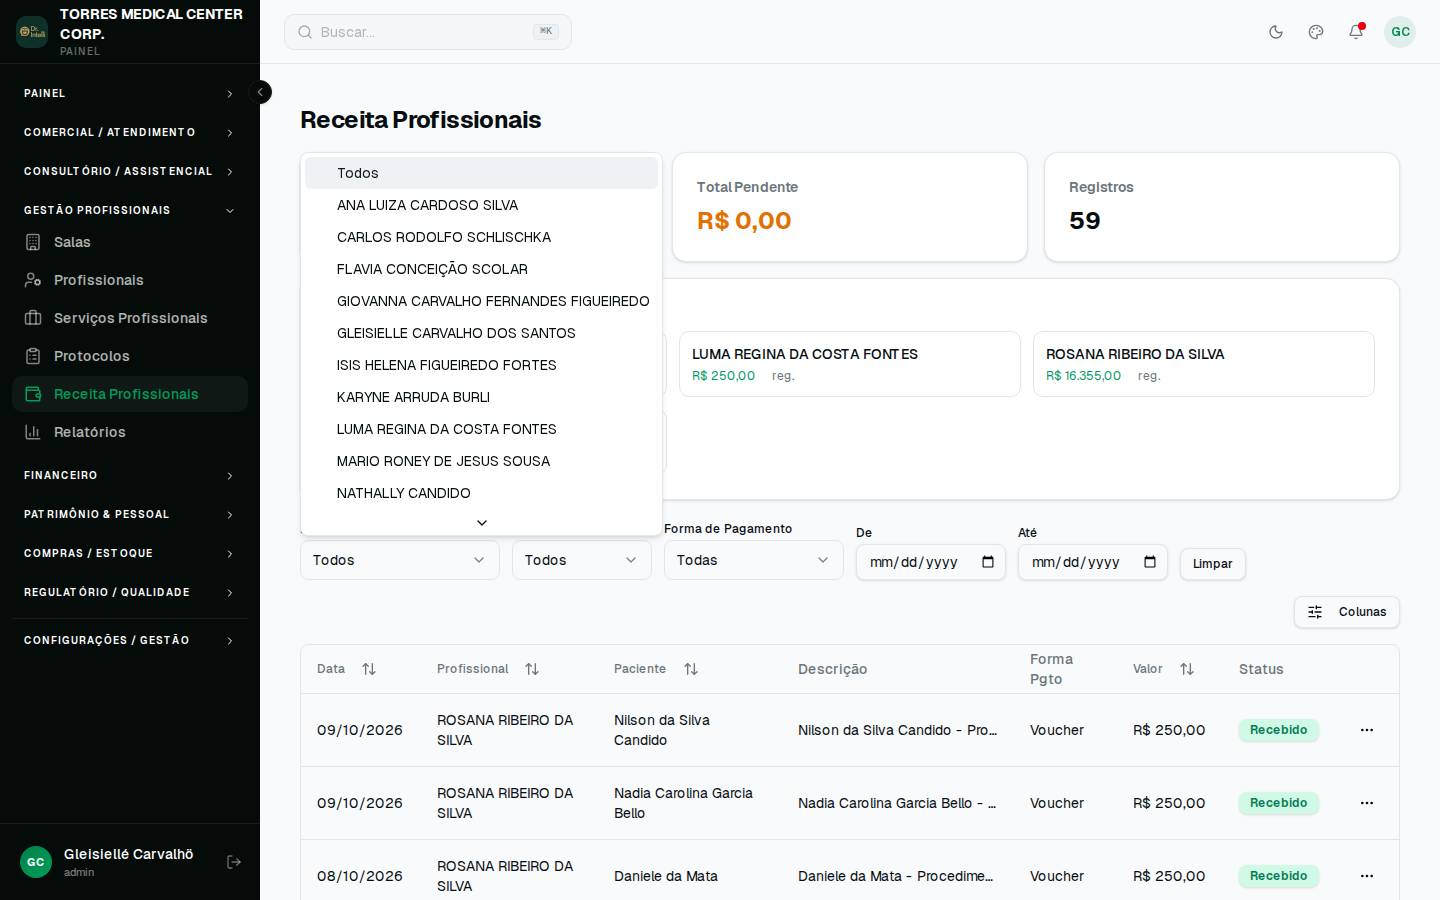 TORRES MEDICAL CENTER
CORP.
PAINEL
Dr.
Intelli
Buscar...
⌘K
GC
PAINEL
COMERCIAL / ATENDIMENTO
CONSULTÓRIO / ASSISTENCIAL
GESTÃO PROFISSIONAIS
Salas
Profissionais
Serviços Profissionais
Protocolos
Receita Profissionais
Relatórios
FINANCEIRO
PATRIMÔNIO & PESSOAL
COMPRAS / ESTOQUE
REGULATÓRIO / QUALIDADE
CONFIGURAÇÕES / GESTÃO
GC
Gleisiellé Carvalhö
admin
Receita Profissionais
Todos
ANA LUIZA CARDOSO SILVA
CARLOS RODOLFO SCHLISCHKA
FLAVIA CONCEIÇÃO SCOLAR
GIOVANNA CARVALHO FERNANDES FIGUEIREDO
GLEISIELLE CARVALHO DOS SANTOS
ISIS HELENA FIGUEIREDO FORTES
KARYNE ARRUDA BURLI
LUMA REGINA DA COSTA FONTES
MARIO RONEY DE JESUS SOUSA
NATHALLY CANDIDO
Total Pendente
R$ 0,00
Registros
59
LUMA REGINA DA COSTA FONTES
R$ 250,00 reg.
ROSANA RIBEIRO DA SILVA
R$ 16.355,00 reg.
Forma de Pagamento
De
Até
Todos
Todos
Todas
mm/dd/yyyy
mm/dd/yyyy
Limpar
Colunas
Data
Profissional
Paciente
Descrição
Forma
Pgto
Valor
Status
09/10/2026
ROSANA RIBEIRO DA
SILVA
Nilson da Silva
Candido
Nilson da Silva Candido - Pro...
Voucher
R$ 250,00
Recebido
09/10/2026
ROSANA RIBEIRO DA
SILVA
Nadia Carolina Garcia
Bello
Nadia Carolina Garcia Bello - ...
Voucher
R$ 250,00
Recebido
08/10/2026
ROSANA RIBEIRO DA
SILVA
Daniele da Mata
Daniele da Mata - Procedime...
Voucher
R$ 250,00
Recebido